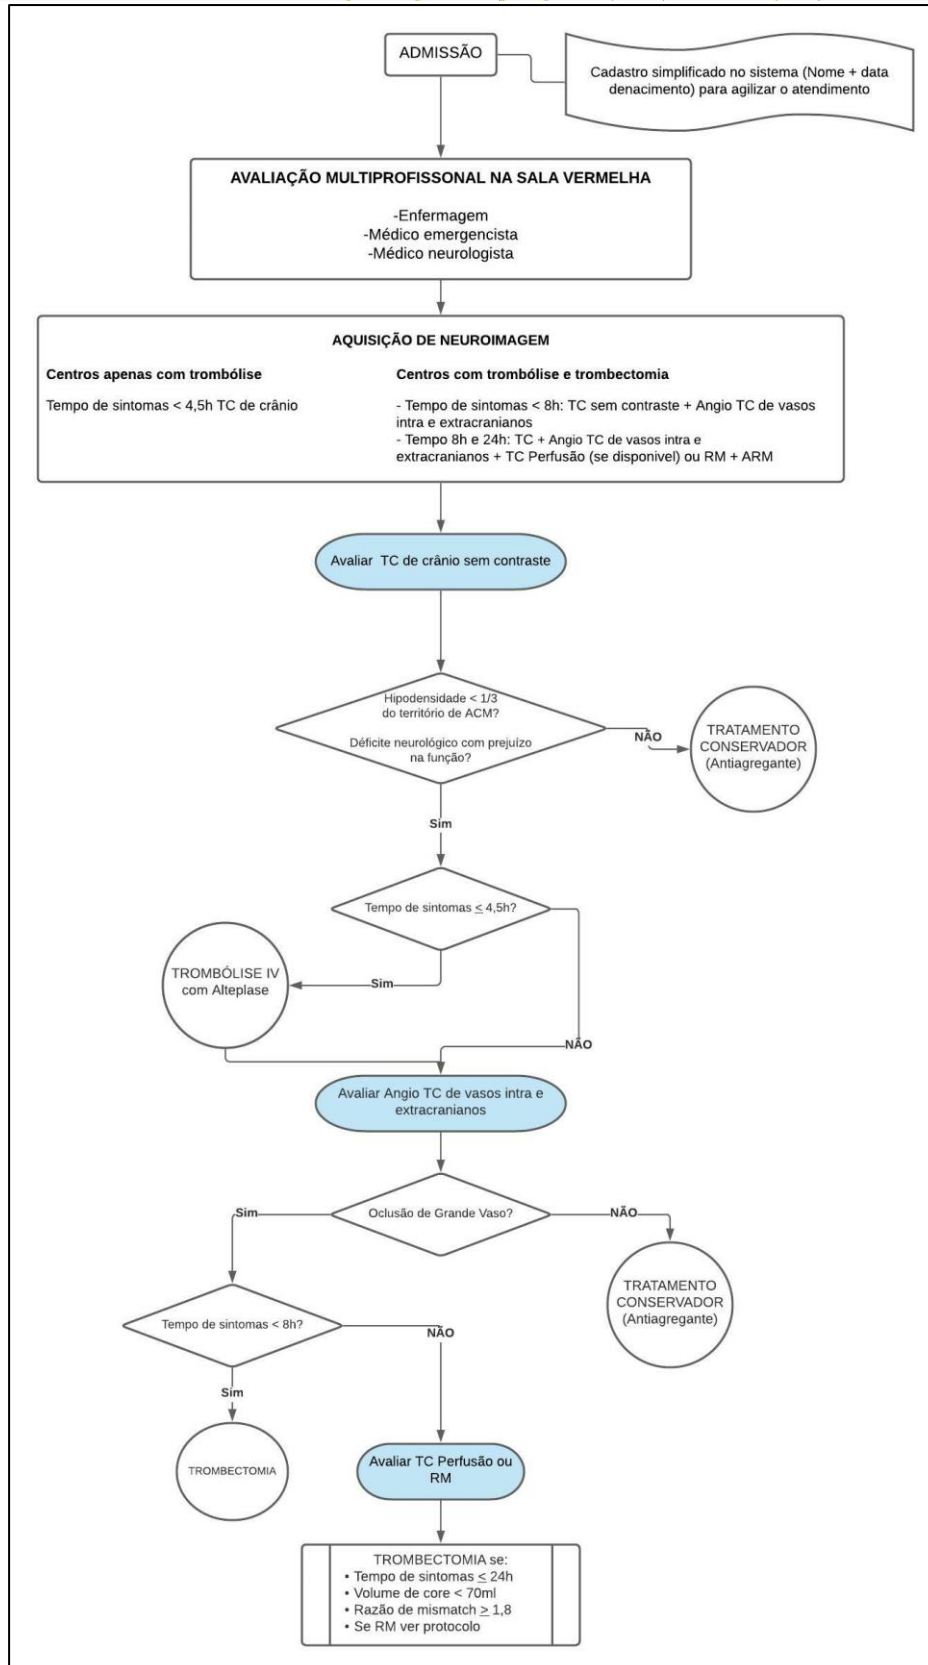 ADMISSÃO
Cadastro simplificado no sistema (Nome + data
denacimento) para agilizar o atendimento
AVALIAÇÃO MULTIPROFISSONAL NA SALA VERMELHA
-Enfermagem
-Médico emergencista
-Médico neurologista
AQUISIÇÃO DE NEUROIMAGEM
Centros apenas com trombólise
Tempo de sintomas < 4,5h TC de crânio
Centros com trombólise e trombectomia
- Tempo de sintomas < 8h: TC sem contraste + Angio TC de vasos
intra e extracranianos
- Tempo 8h e 24h: TC + Angio TC de vasos intra e
extracranianos + TC Perfusão (se disponivel) ou RM + ARM
Avaliar TC de crânio sem contraste
Hipodensidade < 1/3
do território de ACM?
Déficite neurológico com prejuízo
na função?
NÃO
TRATAMENTO
CONSERVADOR
(Antiagregante)
Sim
Tempo de sintomas ≤ 4,5h?
TROMBÓLISE IV
com Alteplase
Sim
NÃO
Avaliar Angio TC de vasos intra e
extracranianos
Sim
Oclusão de Grande Vaso?
NÃO
TRATAMENTO
CONSERVADOR
(Antiagregante)
Tempo de sintomas < 8h?
NÃO
Sim
TROMBECTOMIA
Avaliar TC Perfusão ou
RM
TROMBECTOMIA se:
• Tempo de sintomas ≤ 24h
• Volume de core < 70ml
• Razão de mismatch ≥ 1,8
• Se RM ver protocolo